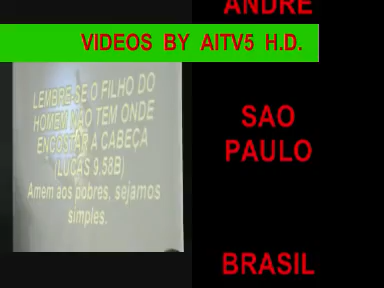 ANDRE
VIDEOS BY AITV5 H.D.
LEMBRE-SE O FILHO DO
HOMEM NAO TEM ONDE
ENCOSTAR A CABEÇA
(LUCAS 9.58B)
Amem aos pobres, sejamos
simples.
SAO
PAULO
BRASIL